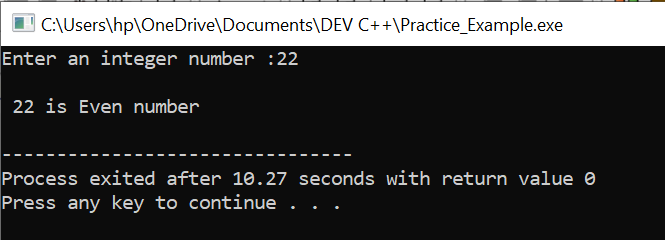 C:\Users\hp\OneDrive\Documents\DEV C++\Practice_Example.exe
Enter an integer number :22
22 is Even number
--------------------------------
Process exited after 10.27 seconds with return value 0
Press any key to continue . . .